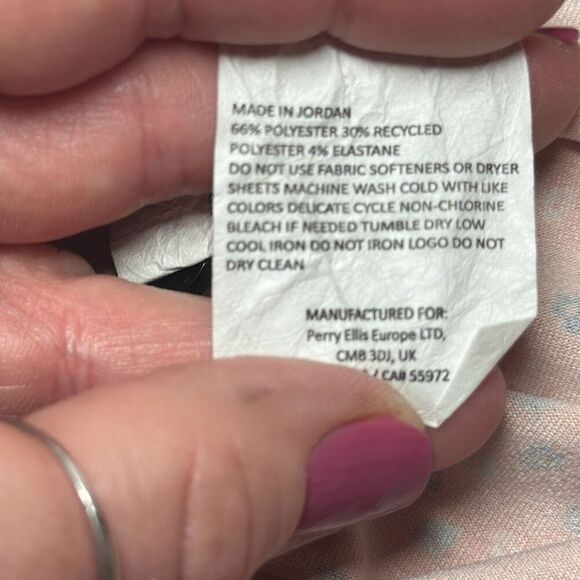 MADE IN JORDAN
66% POLYESTER 30% RECYCLED
POLYESTER 4% ELASTANE
DO NOT USE FABRIC SOFTENERS OR DRYER
SHEETS MACHINE WASH COLD WITH LIKE
COLORS DELICATE CYCLE NON-CHLORINE
BLEACH IF NEEDED TUMBLE DRY LOW
COOL IRON DO NOT IRON LOGO DO NOT
DRY CLEAN
MANUFACTURED FOR:
Perry Ellis Europe LTD,
CM8 3DJ, UK
/ CA# 55972